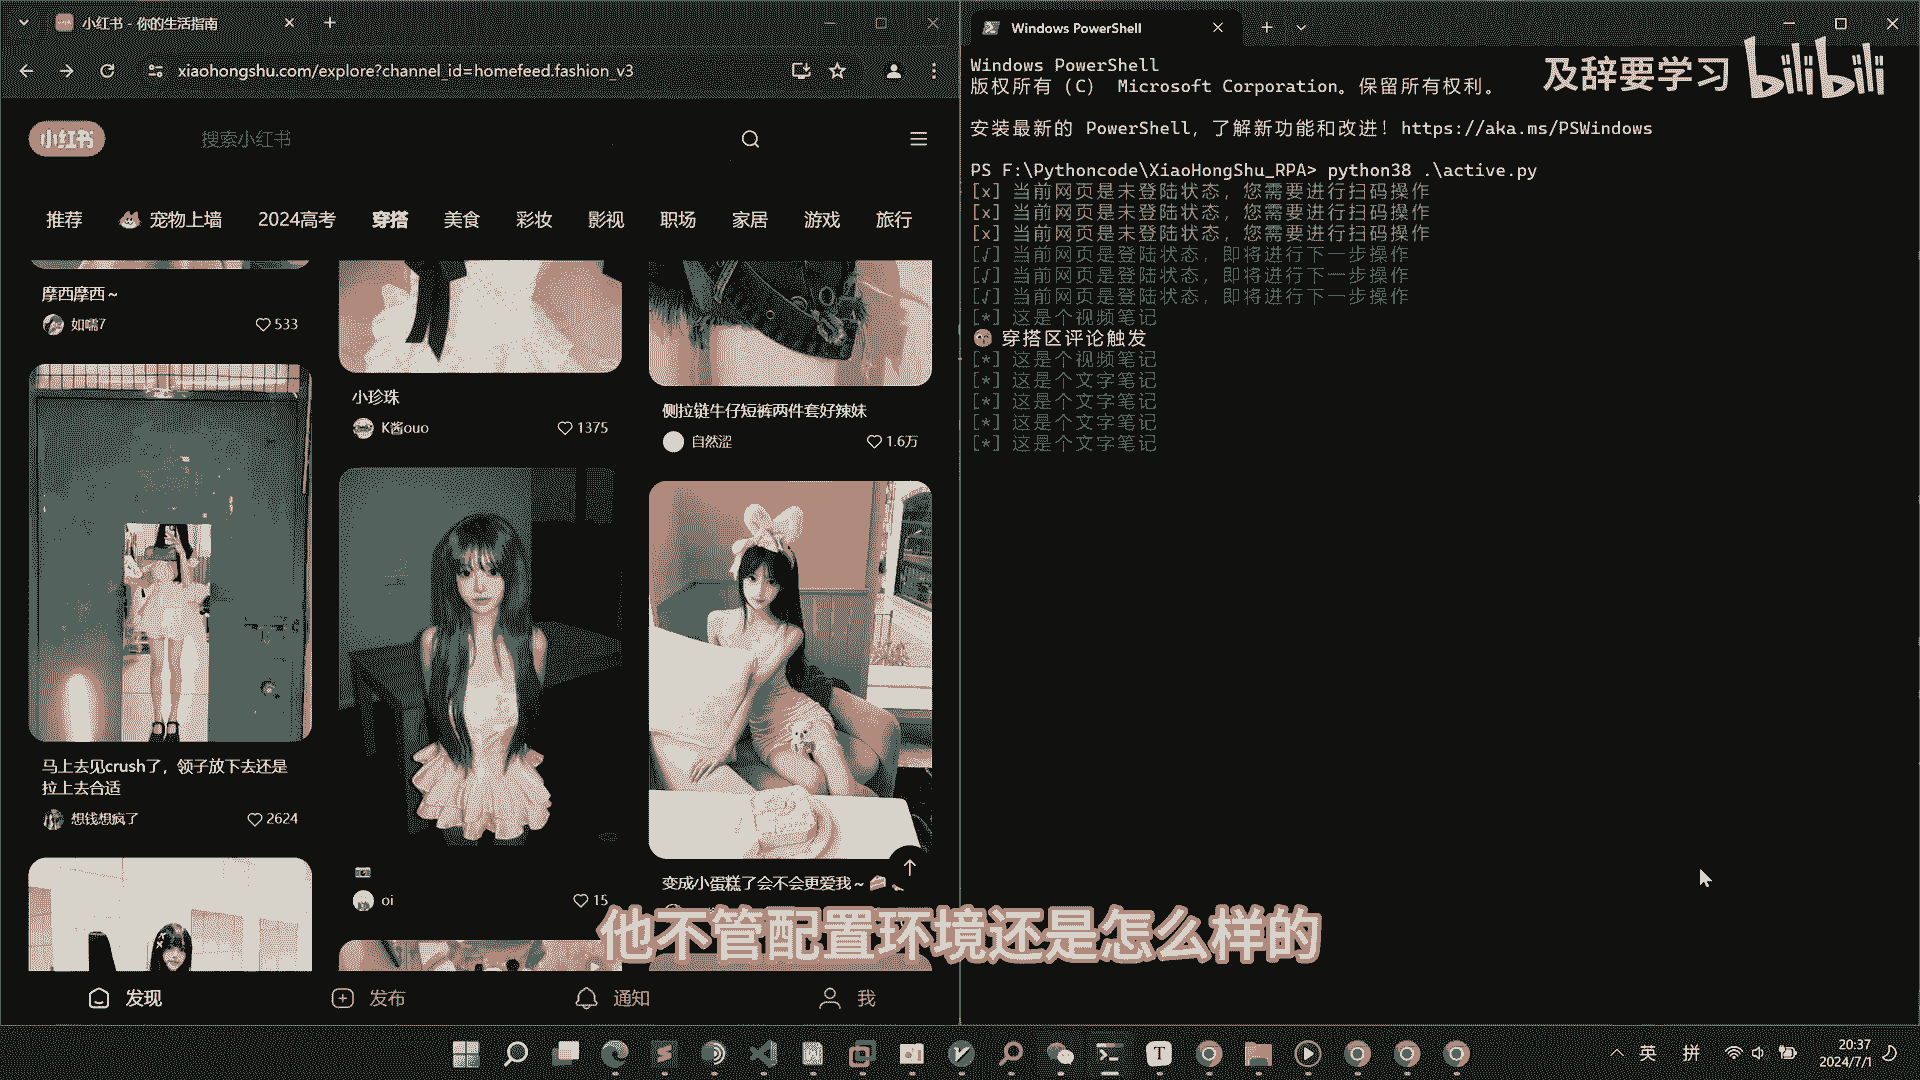 小红书 - 你的生活指南
xiaohongshu.com/explore?channel_id=homefeed.fashion_v3
小红书
搜索小红书
推荐
宠物上墙
2024高考
穿搭
美食
彩妆
影视
职场
家居
游戏
旅行
摩西摩西～
如嚅7
533
小珍珠
K酱ouo
1375
侧拉链牛仔短裤两件套好辣妹
自然涩
1.6万
马上去见crush了，领子放下去还是
拉上去合适
想钱想疯了
2624
oi
15
变成小蛋糕了会不会更爱我～
发现
发布
通知
我
Windows PowerShell
Windows PowerShell
版权所有 (C) Microsoft Corporation。保留所有权利。
安装最新的 PowerShell，了解新功能和改进！https://aka.ms/PSWindows
PS F:\Pythoncode\XiaoHongShu_RPA> python38 .\active.py
[x] 当前网页是未登陆状态，您需要进行扫码操作
[x] 当前网页是未登陆状态，您需要进行扫码操作
[x] 当前网页是未登陆状态，您需要进行扫码操作
[√] 当前网页是登陆状态，即将进行下一步操作
[√] 当前网页是登陆状态，即将进行下一步操作
[√] 当前网页是登陆状态，即将进行下一步操作
[*] 这是个视频笔记
穿搭区评论触发
[*] 这是个视频笔记
[*] 这是个文字笔记
[*] 这是个文字笔记
[*] 这是个文字笔记
[*] 这是个文字笔记
及辞要学习 bilibili
他不管配置环境还是怎么样的
英
拼
20:37
2024/7/1